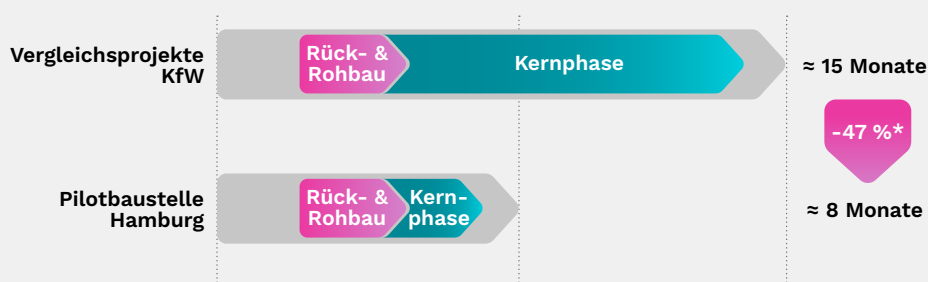 Vergleichsprojekte
KfW
Rück- &
Rohbau
Kernphase
≈ 15 Monate
-47 %*
Pilotbaustelle
Hamburg
Rück- &
Rohbau
Kern-
phase
≈ 8 Monate